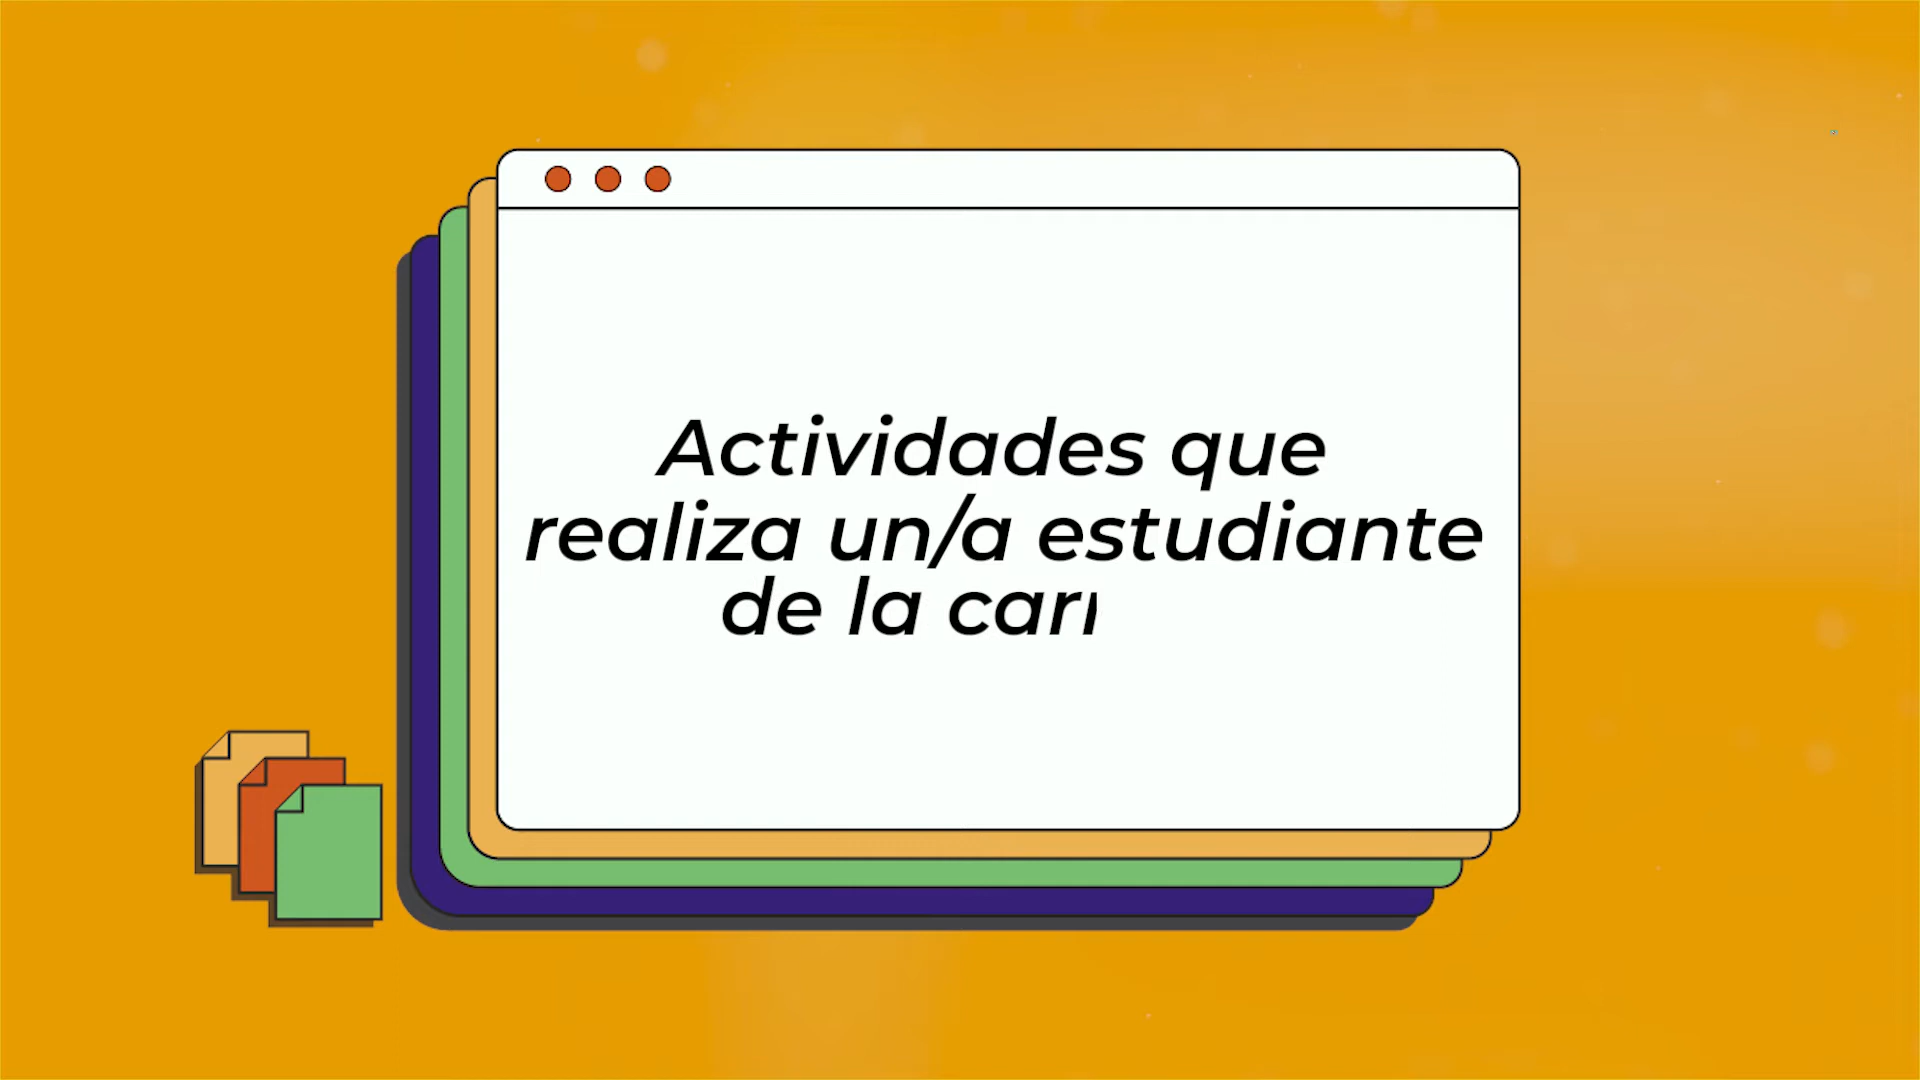 Actividades que
realiza un/a estudiante
de la car